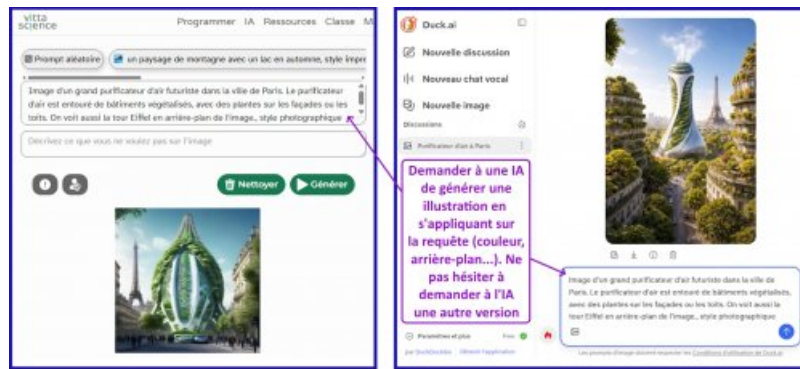 vitta
science
Programmer IA Ressources Classe M
Prompt aléatoire
un paysage de montagne avec un lac en automne, style impre
Image d'un grand purificateur d'air futuriste dans la ville de Paris. Le purificateur
d'air est entouré de bâtiments végétalisés, avec des plantes sur les façades ou les
toits. On voit aussi la tour Eiffel en arrière-plan de l'image., style photographique
Décrivez ce que vous ne voulez pas sur l'image
Nettoyer
Générer
Duck.ai
Nouvelle discussion
Nouveau chat vocal
Nouvelle image
Discussions
Purificateur d'air à Paris
Demander à une IA
de générer une
illustration en
s'appliquant sur
la requête (couleur,
arrière-plan...). Ne
pas hésiter à
demander à l'IA
une autre version
Image d'un grand purificateur d'air futuriste dans la ville de
Paris. Le purificateur d'air est entouré de bâtiments végétalisés,
avec des plantes sur les façades ou les toits. On voit aussi la
tour Eiffel en arrière-plan de l'image., style photographique
Paramètres et plus
Free
par DuckDuckGo
Obtenir l'application
Les prompts d'image doivent respecter les Conditions d'utilisation de Duck.ai